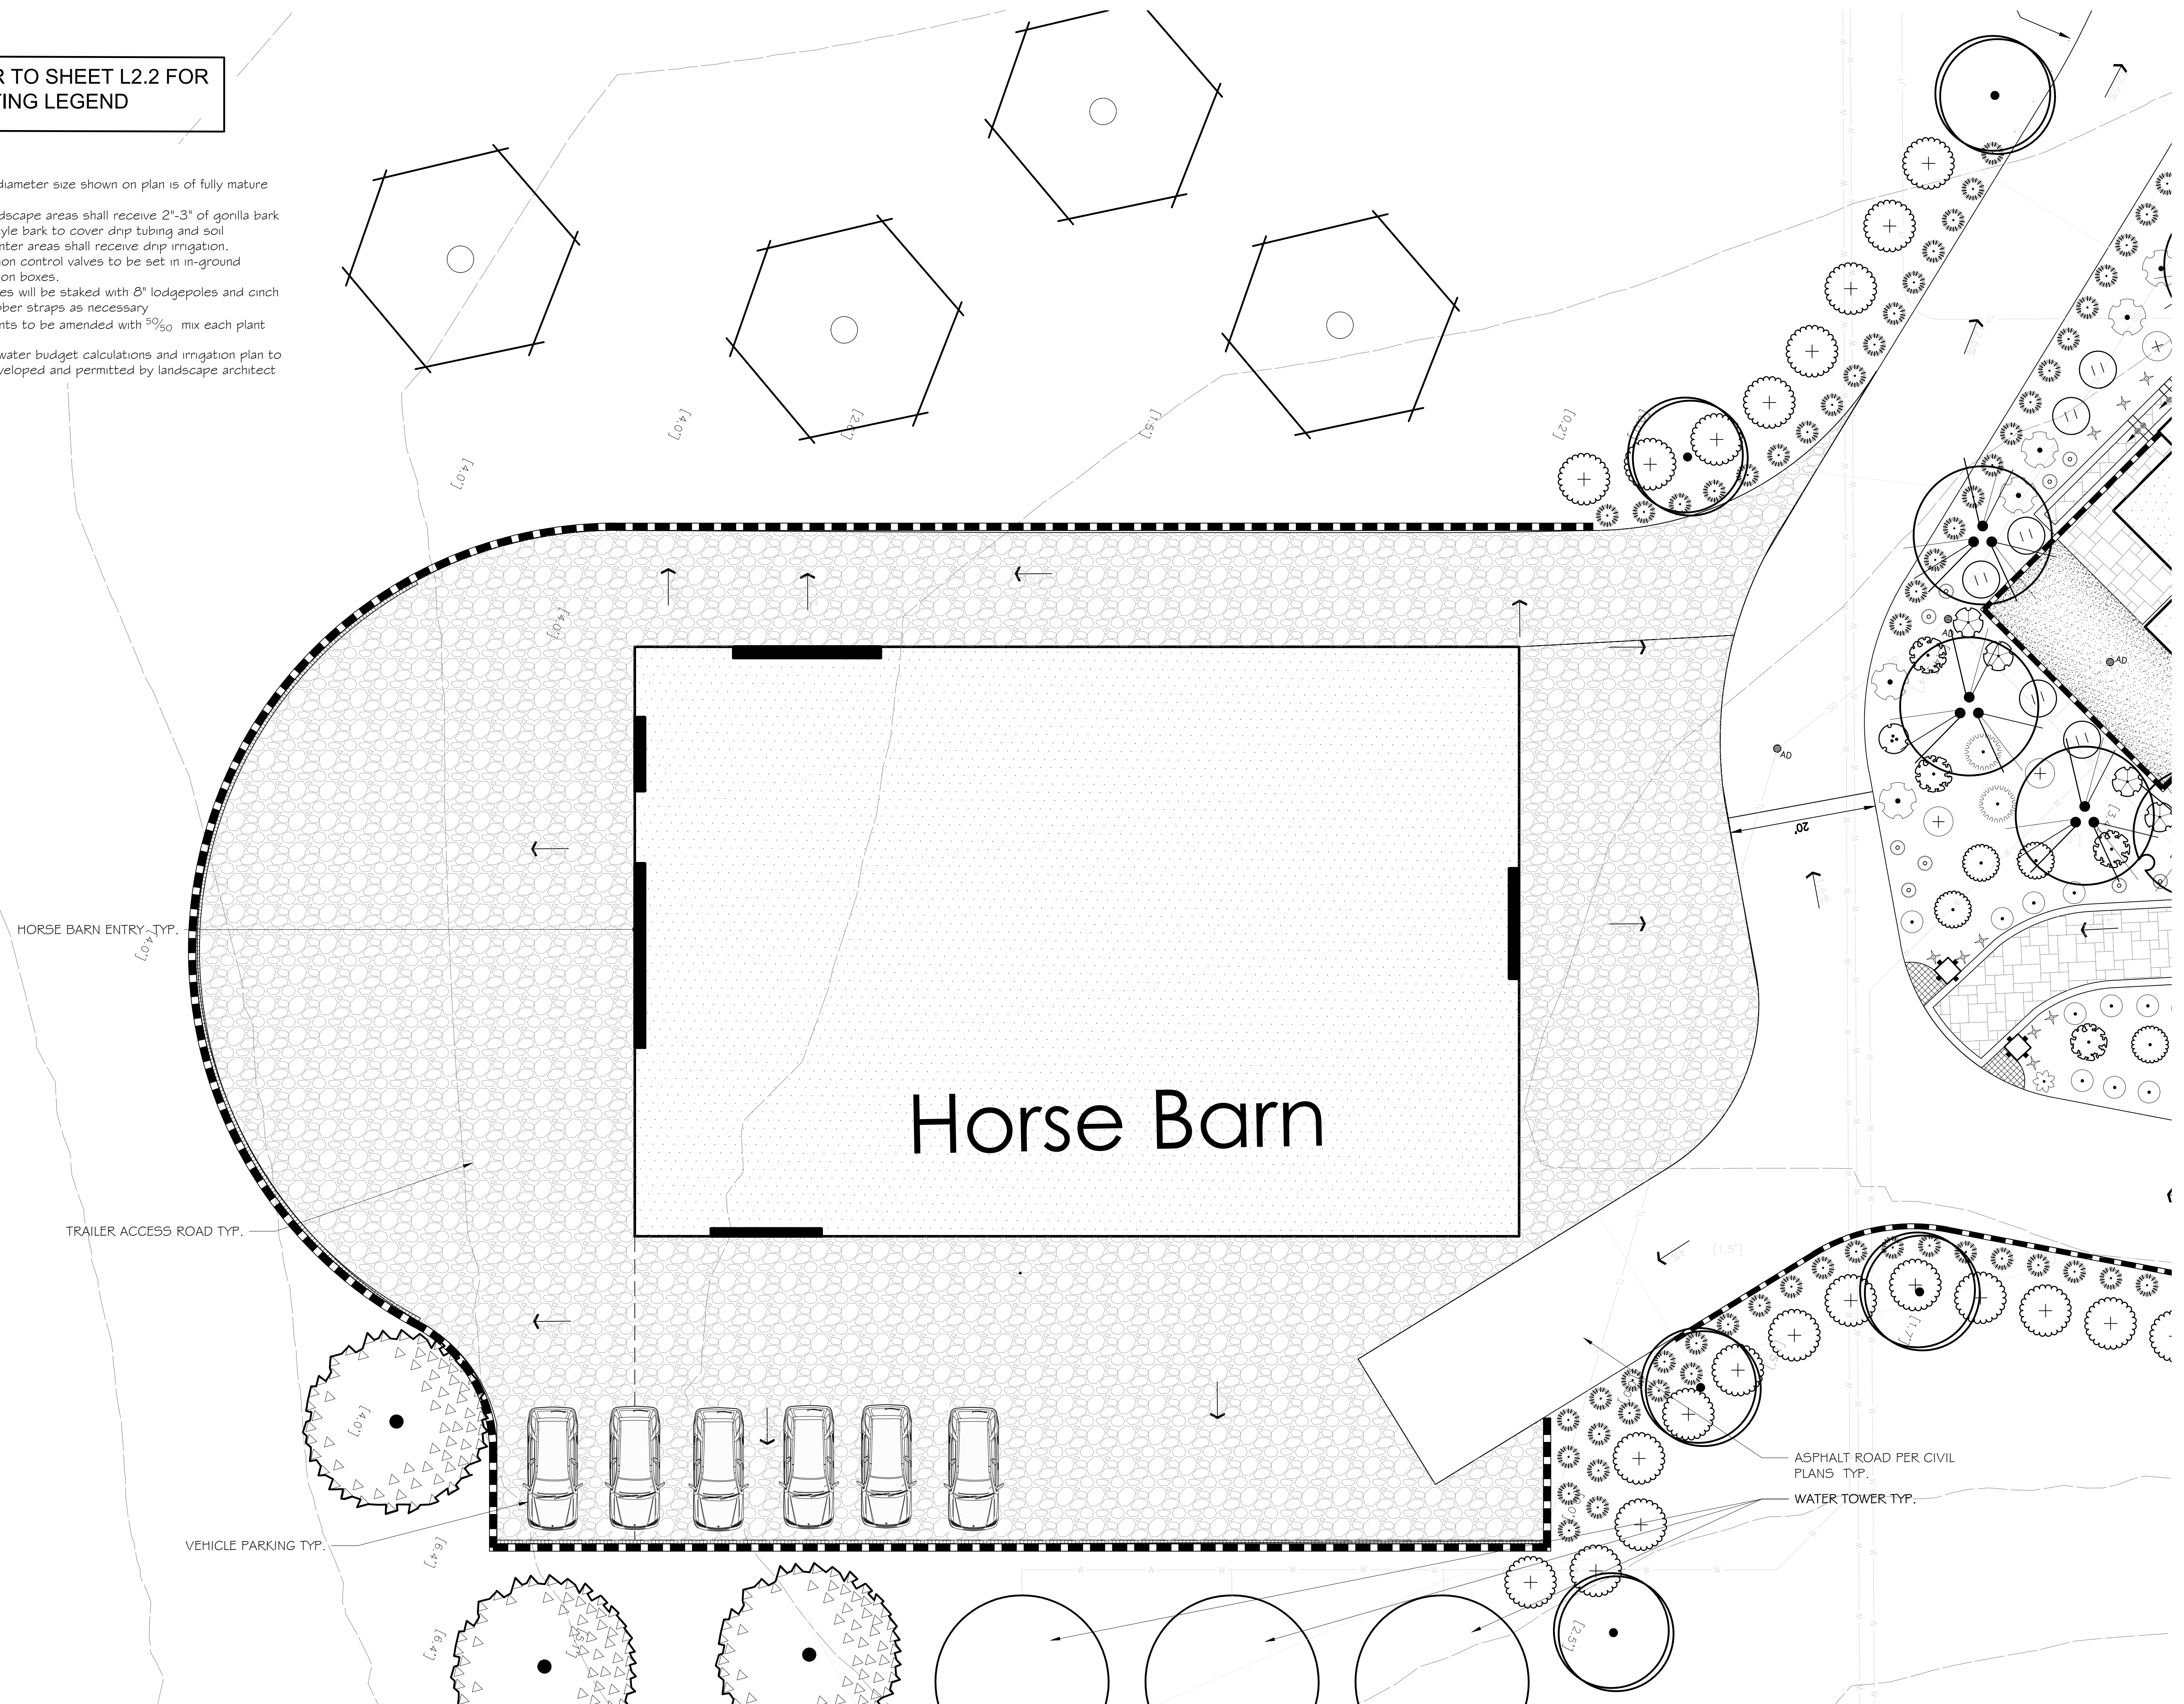 R TO SHEET L2.2 FOR
TING LEGEND
diameter size shown on plan is of fully mature
dscape areas shall receive 2"-3" of gorilla bark
tyle bark to cover drip tubing and soil
nter areas shall receive drip irrigation.
ion control valves to be set in in-ground
on boxes.
es will be staked with 8" lodgepoles and cinch
ber straps as necessary
nts to be amended with 50/50 mix each plant
water budget calculations and irrigation plan to
veloped and permitted by landscape architect
[4.0']
[4.0']
[1.5']
[0.2']
[4.0']
AD
AD
AD
20'
HORSE BARN ENTRY TYP.
[4.0']
Horse Barn
TRAILER ACCESS ROAD TYP.
[1.5']
[1.7']
[4.0']
ASPHALT ROAD PER CIVIL
PLANS TYP.
WATER TOWER TYP.
VEHICLE PARKING TYP.
[6.4']
[6.4']
[2.5']
W W W W W W W